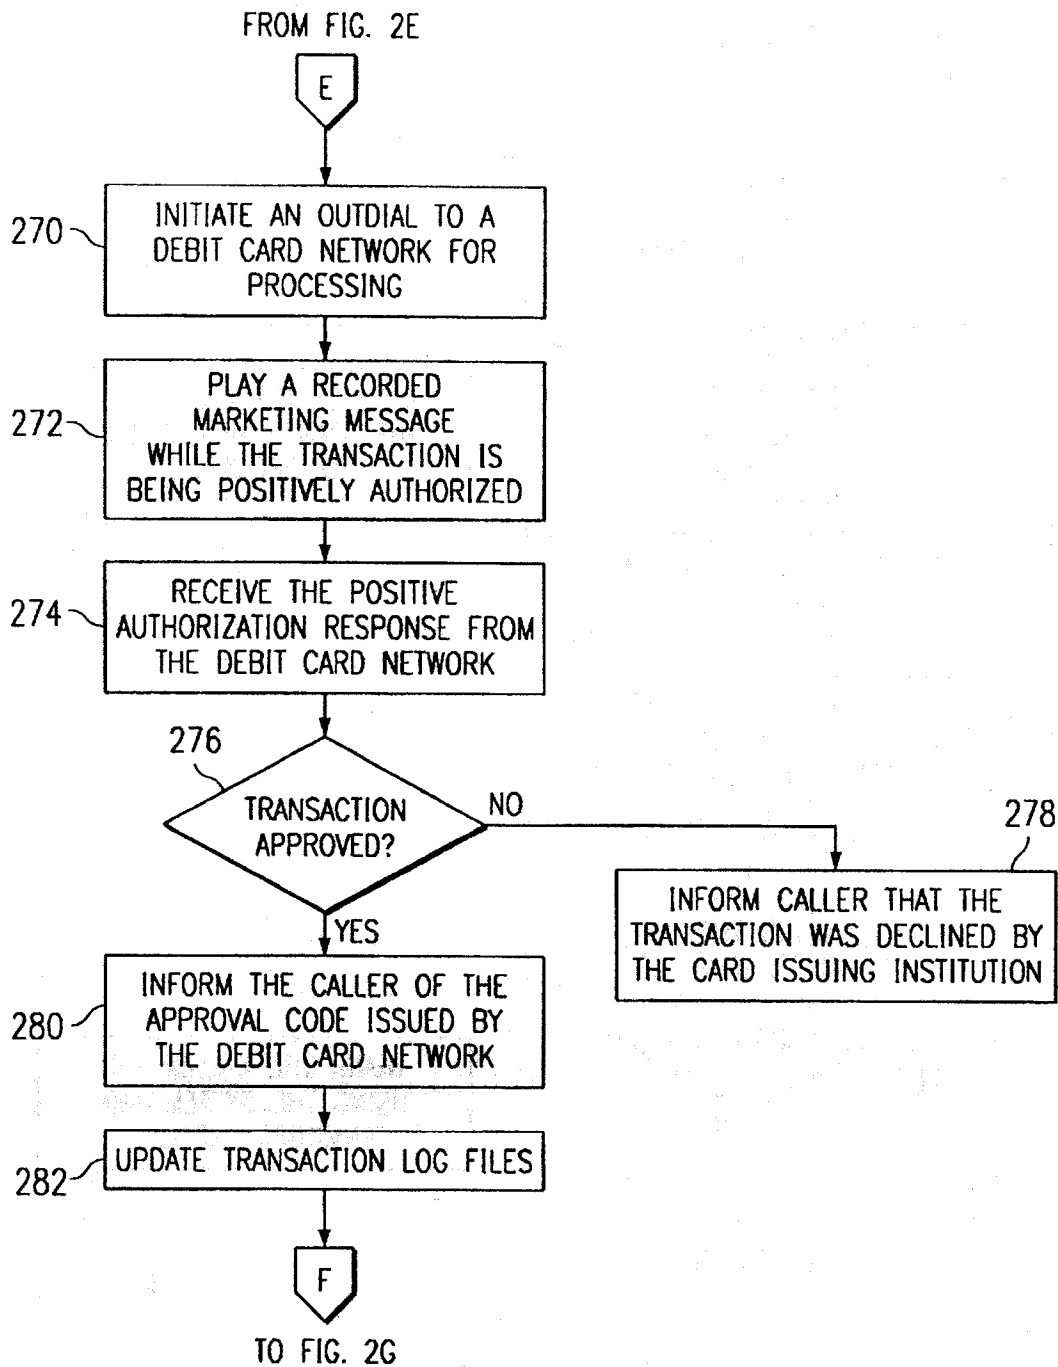 FROM FIG. 2E
E
270
INITIATE AN OUTDIAL TO A
DEBIT CARD NETWORK FOR
PROCESSING
272
PLAY A RECORDED
MARKETING MESSAGE
WHILE THE TRANSACTION IS
BEING POSITIVELY AUTHORIZED
274
RECEIVE THE POSITIVE
AUTHORIZATION RESPONSE FROM
THE DEBIT CARD NETWORK
276
TRANSACTION
APPROVED?
NO
278
INFORM CALLER THAT THE
TRANSACTION WAS DECLINED BY
THE CARD ISSUING INSTITUTION
YES
280
INFORM THE CALLER OF THE
APPROVAL CODE ISSUED BY
THE DEBIT CARD NETWORK
282
UPDATE TRANSACTION LOG FILES
F
TO FIG. 2G